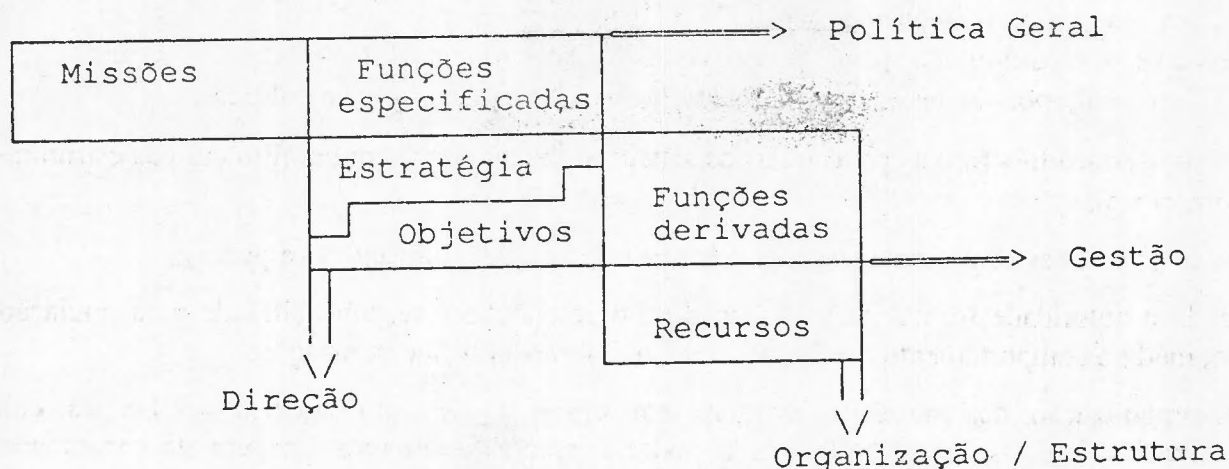 Política Geral
Missões
Funções
especificadas
Estratégia
Objetivos
Funções
derivadas
Gestão
Recursos
Direção
Organização / Estrutura